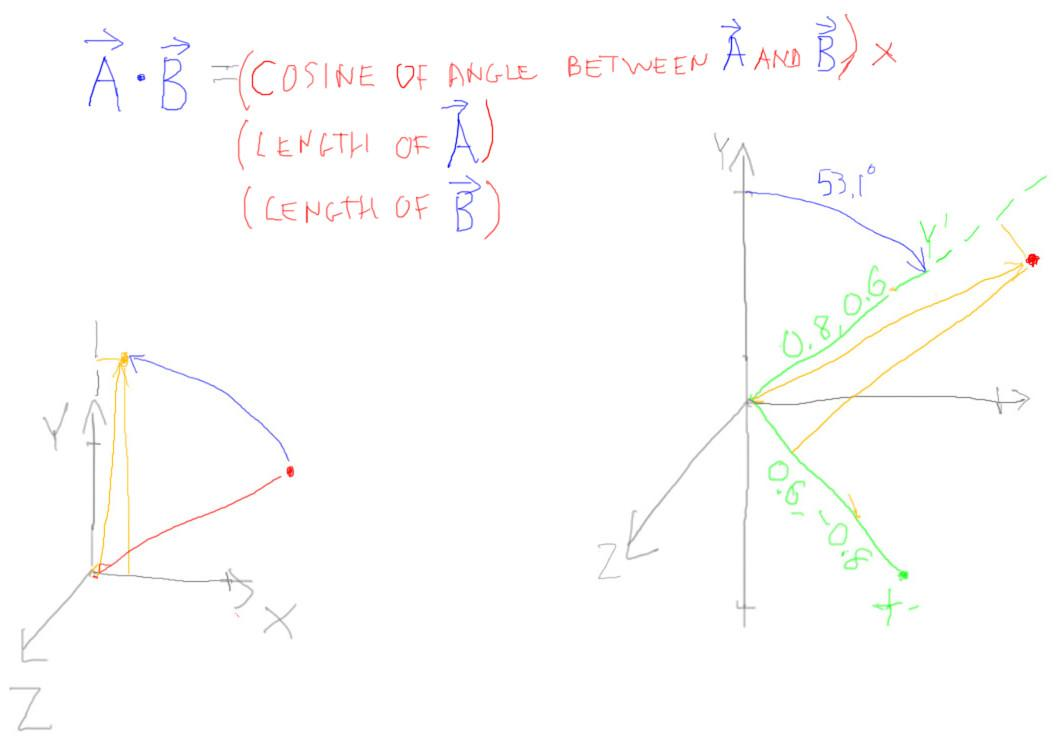 A · B = (COSINE OF ANGLE BETWEEN A AND B) X
(LENGTH OF A)
(LENGTH OF B)
Y
53.1°
Y'
0.8, 0.6
Y
X
Z
Z
0.6, -0.8